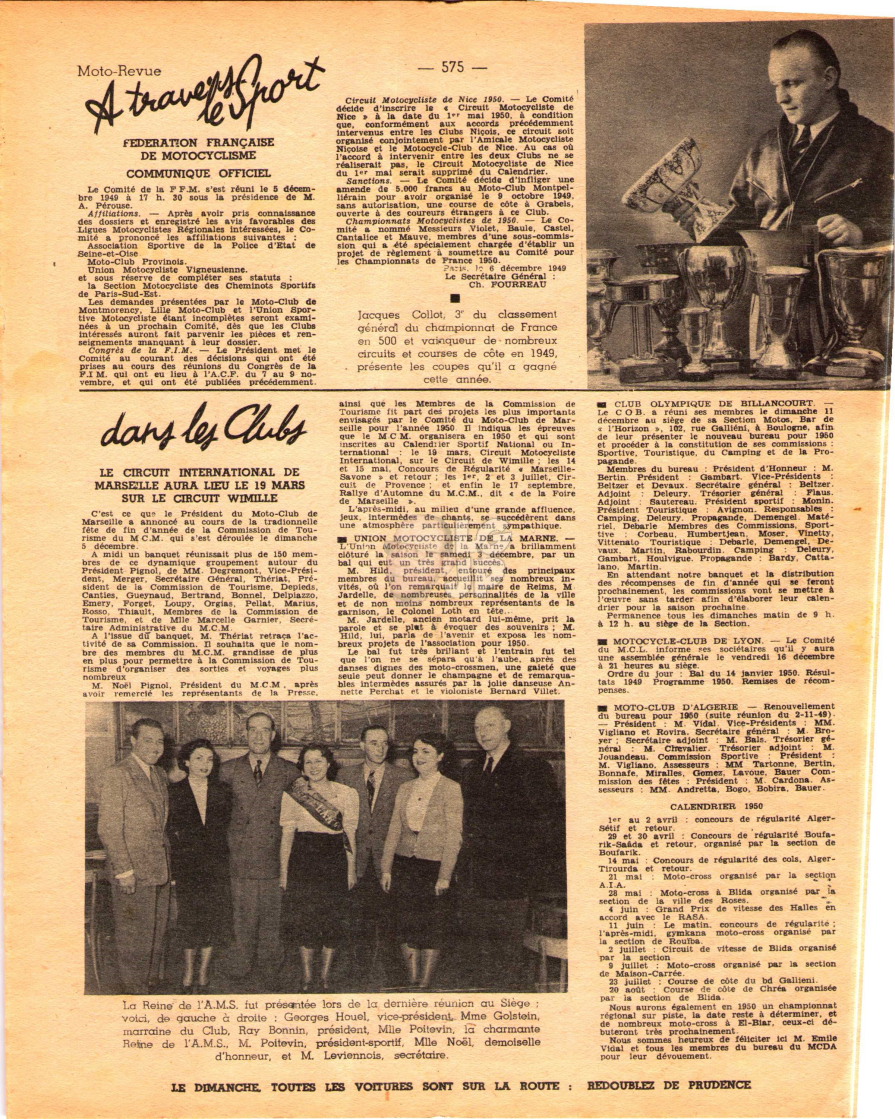 Moto-Revue
— 575 —
A travers
le Sport
FEDERATION FRANÇAISE
DE MOTOCYCLISME
COMMUNIQUE OFFICIEL
Le Comité de la F F.M. s'est réuni le 5 décem-
bre 1949 à 17 h. 30 sous la présidence de M.
A. Pérouse.
Affiliations. — Après avoir pris connaissance
des dossiers et enregistré les avis favorables des
Ligues Motocyclistes Régionales intéressées, le Co-
mité a prononcé les affiliations suivantes :
Association Sportive de la Police d'Etat de
Seine-et-Oise
Moto-Club Provinois.
Union Motocycliste Vigneusienne.
et sous réserve de compléter ses statuts :
la Section Motocycliste des Cheminots Sportifs
de Paris-Sud-Est.
Les demandes présentées par le Moto-Club de
Montmorency, Lille Moto-Club et l'Union Spor-
tive Motocycliste étant incomplètes seront exami-
nées à un prochain Comité, dès que les Clubs
intéressés auront fait parvenir les pièces et ren-
seignements manquant à leur dossier.
Congrès de la F.I.M. — Le Président met le
Comité au courant des décisions qui ont été
prises au cours des réunions du Congrès de la
F.I M. qui ont eu lieu à l'A.C.F. du 7 au 9 no-
vembre, et qui ont été publiées précédemment.
Circuit Motocycliste de Nice 1950. — Le Comité
décide d'inscrire le « Circuit Motocycliste de
Nice » à la date du 1er mai 1950, à condition
que, conformément aux accords précédemment
intervenus entre les Clubs Niçois, ce circuit soit
organisé conjointement par l'Amicale Motocycliste
Niçoise et le Motocycle-Club de Nice. Au cas où
l'accord à intervenir entre les deux Clubs ne se
réaliserait pas, le Circuit Motocycliste de Nice
du 1er mai serait supprimé du Calendrier.
Sanctions. — Le Comité décide d'infliger une
amende de 5.000 francs au Moto-Club Montpel-
liérain pour avoir organisé le 9 octobre 1949,
sans autorisation, une course de côte à Grabels,
ouverte à des coureurs étrangers à ce Club.
Championnats Motocyclistes de 1950. — Le Co-
mité a nommé Messieurs Violet, Baule, Castel,
Cantalice et Mauve, membres d'une sous-commis-
sion qui a été spécialement chargée d'établir un
projet de règlement à soumettre au Comité pour
les Championnats de France 1950.
Paris, le 6 décembre 1949
Le Secrétaire Général :
Ch. FOURREAU
Jacques Collot, 3e du classement
général du championnat de France
en 500 et vainqueur de nombreux
circuits et courses de côte en 1949,
présente les coupes qu'il a gagné
cette année.
dans les Clubs
LE CIRCUIT INTERNATIONAL DE
MARSEILLE AURA LIEU LE 19 MARS
SUR LE CIRCUIT WIMILLE
C'est ce que le Président du Moto-Club de
Marseille a annoncé au cours de la tradionnelle
fête de fin d'année de la Commission de Tou-
risme du M.C.M. qui s'est déroulée le dimanche
5 décembre.
A midi un banquet réunissait plus de 150 mem-
bres de ce dynamique groupement autour du
Président Pignol, de MM. Degremont, Vice-Prési-
dent, Merger, Secrétaire Général, Thériat, Pré-
sident de la Commission de Tourisme, Depieds,
Canties, Gueynaud, Bertrand, Bonnel, Delpiazzo,
Emery, Forget, Loupy, Orgias, Pellat, Marius,
Rosso, Thiault, Membres de la Commission de
Tourisme, et de Mlle Marcelle Garnier, Secré-
taire Administrative du M.C.M.
A l'issue du banquet, M. Thériat retraça l'ac-
tivité de sa Commission. Il souhaita que le nom-
bre des membres du M.C.M. grandisse de plus
en plus pour permettre à la Commission de Tou-
risme d'organiser des sorties et voyages plus
nombreux
M. Noël Pignol, Président du M.C.M , après
avoir remercié les représentants de la Presse,
ainsi que les Membres de la Commission de
Tourisme fit part des projets les plus importants
envisagés par le Comité du Moto-Club de Mar-
seille pour l'année 1950 Il indiqua les épreuves
que le M.C.M. organisera en 1950 et qui sont
inscrites au Calendrier Sportif National ou In-
ternational : le 19 mars, Circuit Motocycliste
International, sur le Circuit de Wimille ; les 14
et 15 mai, Concours de Régularité « Marseille-
Savone » et retour ; les 1er, 2 et 3 juillet, Cir-
cuit de Provence ; et enfin le 17 septembre,
Rallye d'Automne du M.C.M., dit « de la Foire
de Marseille ».
L'après-midi, au milieu d'une grande affluence,
jeux, intermèdes, chants, se succédèrent dans
une atmosphère particulièrement sympathique.
■ UNION MOTOCYCLISTE DE LA MARNE. —
L'Union Motocycliste de la Marne a brillamment
clôturé la saison le samedi 3 décembre, par un
bal qui eut un très grand succès.
M. Hild, président, entouré des principaux
membres du bureau, accueillit ses nombreux in-
vités, où l'on remarquait le maire de Reims, M
Jardelle, de nombreuses personnalités de la ville
et de non moins nombreux représentants de la
garnison, le Colonel Loth en tête...
M. Jardelle, ancien motard lui-même, prit la
parole et se plut à évoquer des souvenirs ; M.
Hild, lui, parla de l'avenir et exposa les nom-
breux projets de l'association pour 1950.
Le bal fut très brillant et l'entrain fut tel
que l'on ne se sépara qu'à l'aube, après des
danses dignes des moto-crossmen, une gaieté que
seule peut donner le champagne et de remarqua-
bles intermèdes assurés par la jolie danseuse An-
nette Perchat et le violoniste Bernard Villet.
■ CLUB OLYMPIQUE DE BILLANCOURT. —
Le C O B. a réuni ses membres le dimanche 11
décembre au siège de sa Section Motos, Bar de
« l'Horizon », 102, rue Galliéni, à Boulogne, afin
de leur présenter le nouveau bureau pour 1950
et procéder à la constitution de ses commissions :
Sportive, Touristique, du Camping et de la Pro-
pagande.
Membres du bureau : Président d'Honneur : M.
Bertin. Président : Gambart. Vice-Présidents :
Beltzer et Devaux. Secrétaire général : Beltzer.
Adjoint : Deleury. Trésorier général : Flaus.
Adjoint : Sautereau. Président sportif : Monin.
Président Touristique : Avignon. Responsables :
Camping, Deleury, Propagande, Demengel, Maté-
riel, Debarle Membres des Commissions, Sport-
tive : Corbeau, Humbertjean, Moser, Vinetty,
Vittenato Touristique : Debarle, Demengel, De-
vaux, Martin, Rabourdin. Camping : Deleury,
Gambart, Houlvigue. Propagande : Bardy, Catta-
lano, Martin.
En attendant notre banquet et la distribution
des récompenses de fin d'année qui se feront
prochainement, les commissions vont se mettre à
l'œuvre sans tarder afin d'élaborer leur calen-
drier pour la saison prochaine.
Permanence tous les dimanches matin de 9 h.
à 12 h. au siège de la Section.
■ MOTOCYCLE-CLUB DE LYON. — Le Comité
du M.C.L. informe ses sociétaires qu'il y aura
une assemblée générale le vendredi 16 décembre
à 21 heures au siège.
Ordre du jour : Bal du 14 janvier 1950. Résul-
tats 1949 Programme 1950. Remises de récom-
penses.
■ MOTO-CLUB D'ALGERIE — Renouvellement
du bureau pour 1950 (suite réunion du 2-11-49).
— Président : M. Vidal. Vice-Présidents : MM.
Vigliano et Rovira. Secrétaire général : M. Bro-
yer ; Secrétaire adjoint : M. Bals. Trésorier gé-
néral : M. Chevalier. Trésorier adjoint : M.
Jouandeau. Commission Sportive : Président :
M. Vigliano. Assesseurs : MM Tartonne, Bertin,
Bonnafe, Miralles, Gomez, Lavoue, Bauer Com-
mission des fêtes : Président : M. Cardona. As-
sesseurs : MM. Andretta, Bogo, Bobira, Bauer.
CALENDRIER 1950
1er au 2 avril : concours de régularité Alger-
Sétif et retour.
29 et 30 avril : Concours de régularité Boufa-
rik-Saâda et retour, organisé par la section de
Boufarik.
14 mai : Concours de régularité des cols, Alger-
Tirourda et retour.
21 mai : Moto-cross organisé par la section
A.I.A.
28 mai : Moto-cross à Blida organisé par la
section de la ville des Roses.
4 juin : Grand Prix de vitesse des Halles en
accord avec le RASA.
11 juin : Le matin, concours de régularité ;
l'après-midi, gymkana moto-cross organisé par
la section de Rouïba.
2 juillet : Circuit de vitesse de Blida organisé
par la section
9 juillet : Moto-cross organisé par la section
de Maison-Carrée.
23 juillet : Course de côte du bd Gallieni.
20 août : Course de côte de Chréa organisée
par la section de Blida.
Nous aurons également en 1950 un championnat
régional sur piste, la date reste à déterminer, et
de nombreux moto-cross à El-Biar, ceux-ci dé-
buteront très prochainement.
Nous sommes heureux de féliciter ici M. Emile
Vidal et tous les membres du bureau du MCDA
pour leur dévouement.
La Reine de l'A.M.S. fut présentée lors de la dernière réunion au Siège ;
voici, de gauche à droite : Georges Houel, vice-président, Mme Golstein,
marraine du Club, Ray Bonnin, président, Mlle Poitevin, la charmante
Reine de l'A.M.S., M. Poitevin, président-sportif, Mlle Noël, demoiselle
d'honneur, et M. Leviennois, secrétaire.
LE DIMANCHE, TOUTES LES VOITURES SONT SUR LA ROUTE : REDOUBLEZ DE PRUDENCE